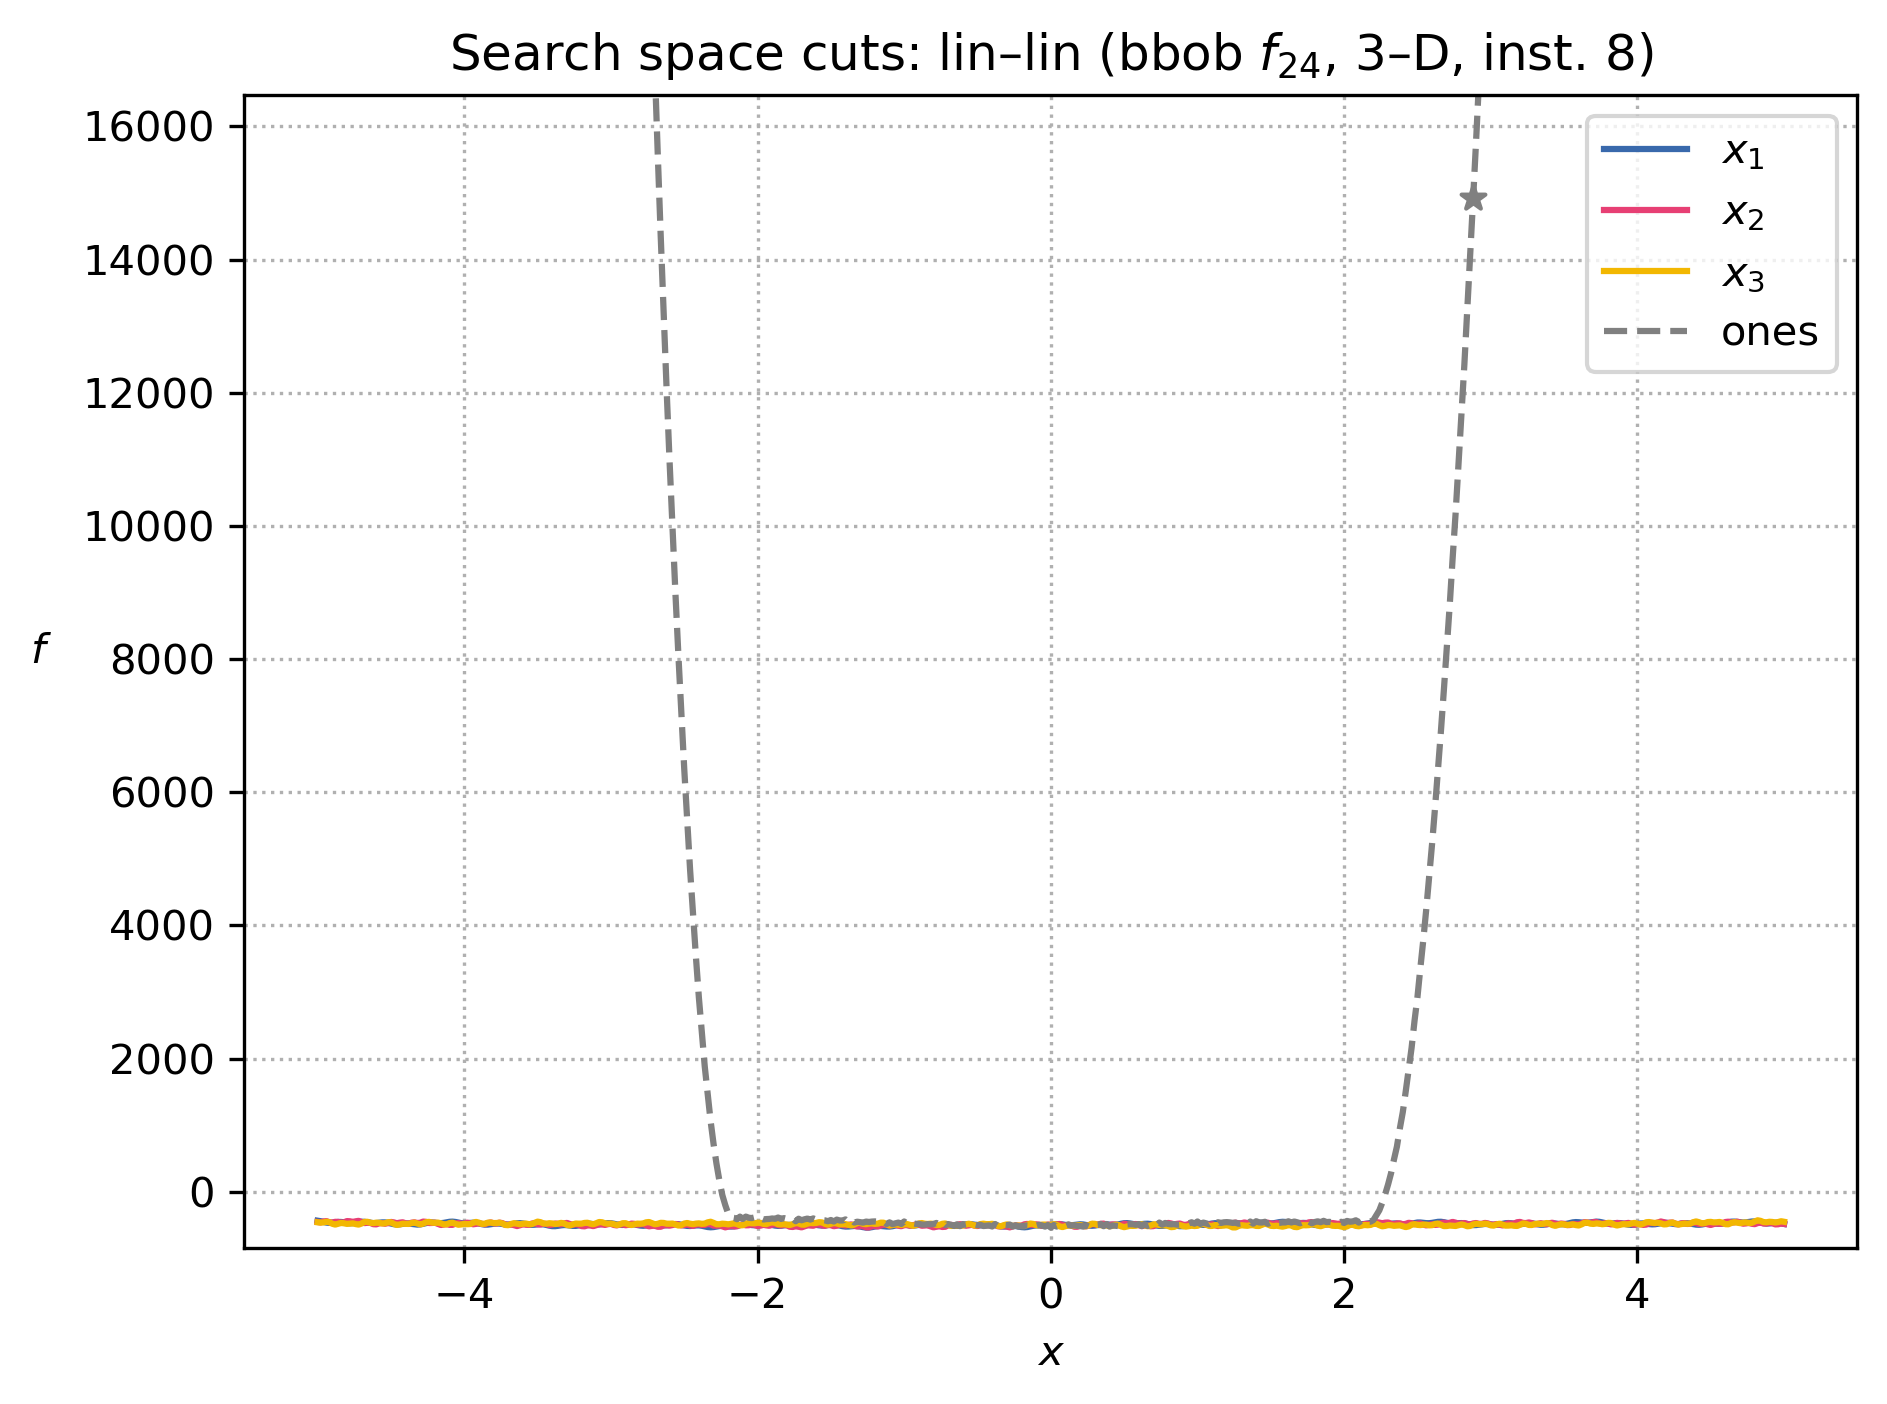 Search space cuts: lin–lin (bbob f₂₄, 3–D, inst. 8)
16000
14000
12000
10000
8000
6000
4000
2000
0
f
−4
−2
0
2
4
x
x₁
x₂
x₃
ones